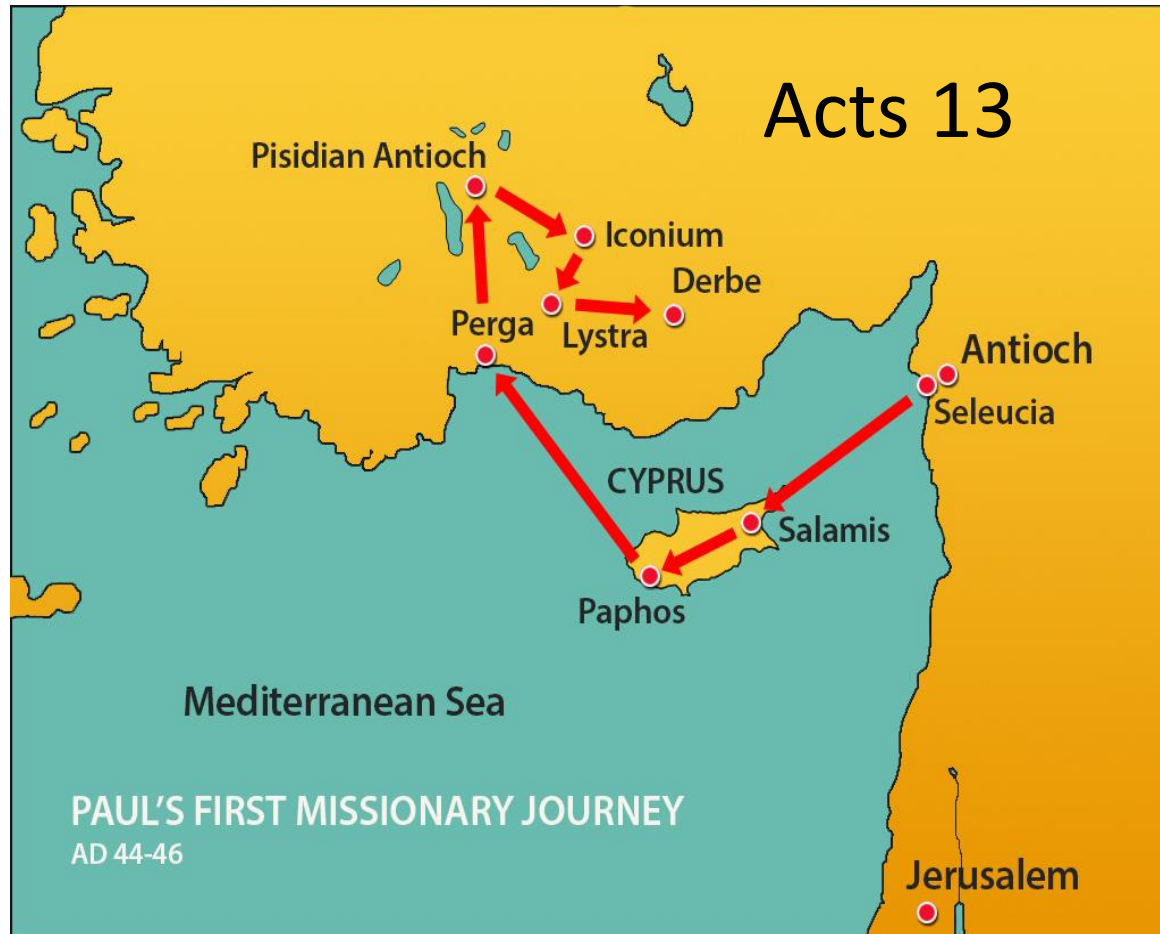 Acts 13
Pisidian Antioch
Iconium
Derbe
Perga
Lystra
Antioch
Seleucia
CYPRUS
Salamis
Paphos
Mediterranean Sea
PAUL'S FIRST MISSIONARY JOURNEY
AD 44-46
Jerusalem